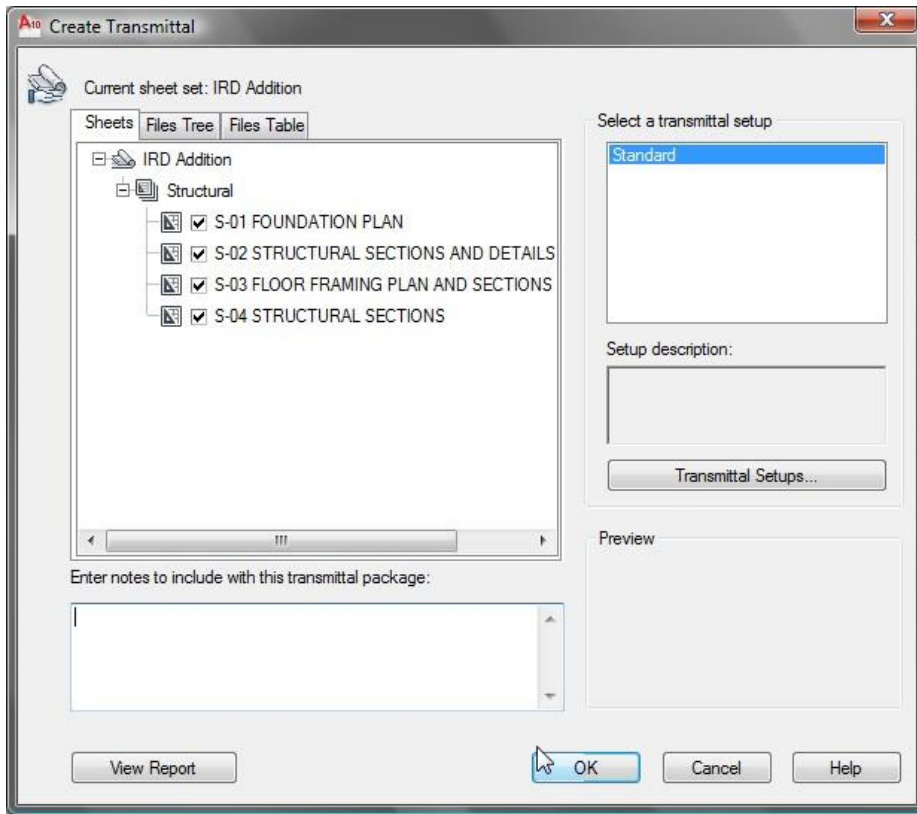 A10 Create Transmittal
Current sheet set: IRD Addition
Sheets Files Tree Files Table
IRD Addition
Structural
S-01 FOUNDATION PLAN
S-02 STRUCTURAL SECTIONS AND DETAILS
S-03 FLOOR FRAMING PLAN AND SECTIONS
S-04 STRUCTURAL SECTIONS
Enter notes to include with this transmittal package:
Select a transmittal setup
Standard
Setup description:
Transmittal Setups...
Preview
View Report
OK
Cancel
Help